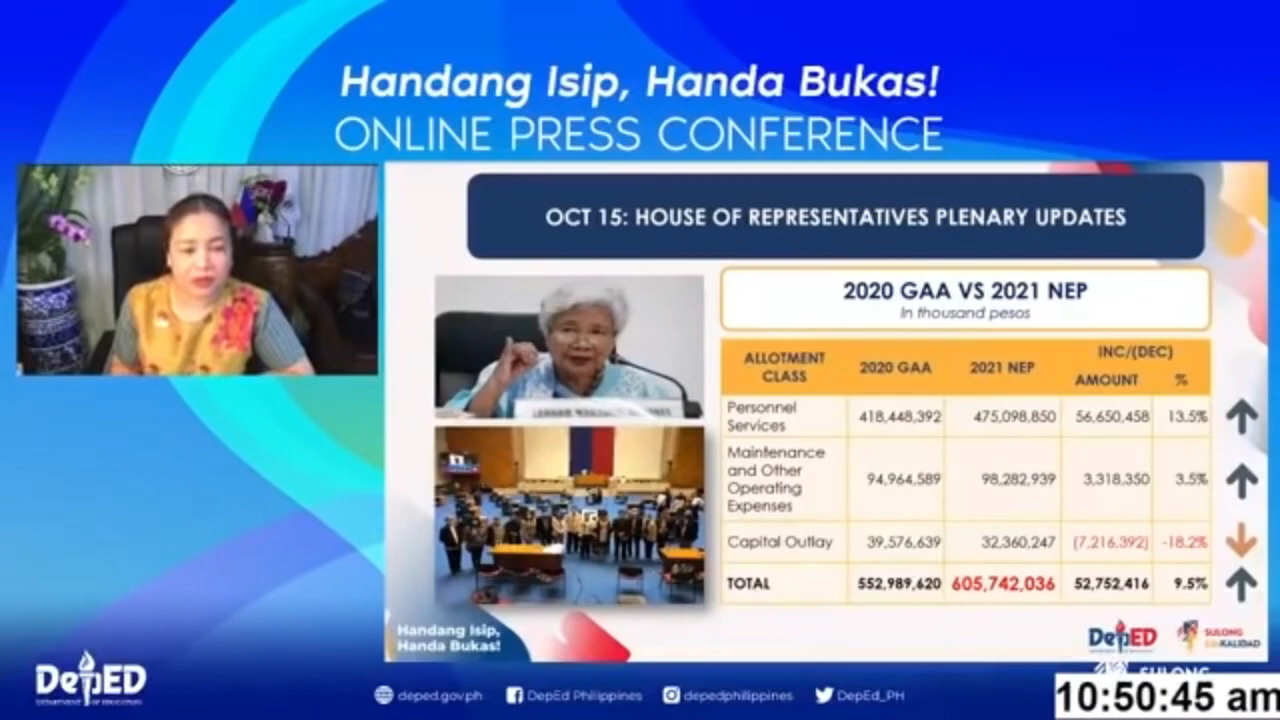 Handang Isip, Handa Bukas!
ONLINE PRESS CONFERENCE
OCT 15: HOUSE OF REPRESENTATIVES PLENARY UPDATES
2020 GAA VS 2021 NEP
In thousand pesos
ALLOTMENT CLASS 2020 GAA 2021 NEP INC/(DEC)
AMOUNT %
Personnel Services 418,448,392 475,098,850 56,650,458 13.5%
Maintenance and Other Operating Expenses 94,964,589 98,282,939 3,318,350 3.5%
Capital Outlay 39,576,639 32,360,247 (7,216,392) -18.2%
TOTAL 552,989,620 605,742,036 52,752,416 9.5%
Handang Isip,
Handa Bukas!
DepED
SULONG
EduKALIDAD
DepED
DEPARTMENT OF EDUCATION
deped.gov.ph DepEd Philippines depedphilippines DepEd_PH
SULONG
10:50:45 am